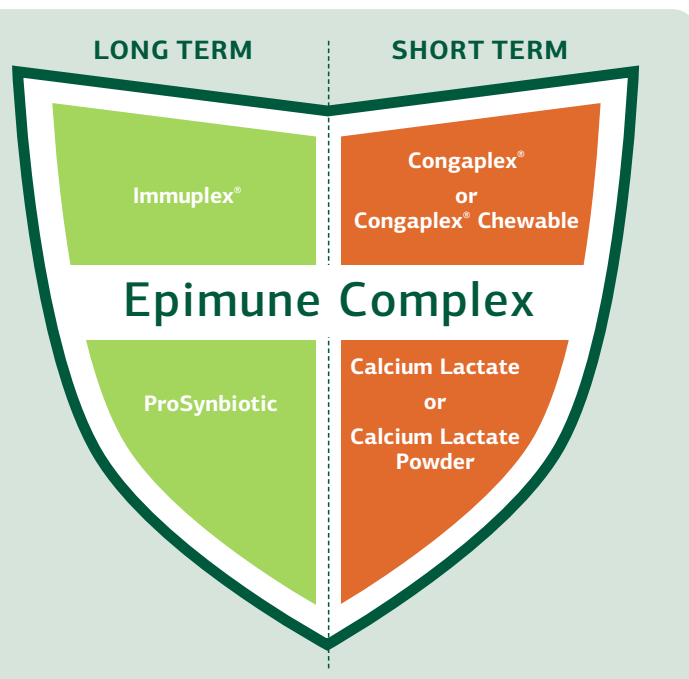 LONG TERM
SHORT TERM
Immuplex®
Congaplex®
or
Congaplex® Chewable
Epimune Complex
ProSynbiotic
Calcium Lactate
or
Calcium Lactate
Powder